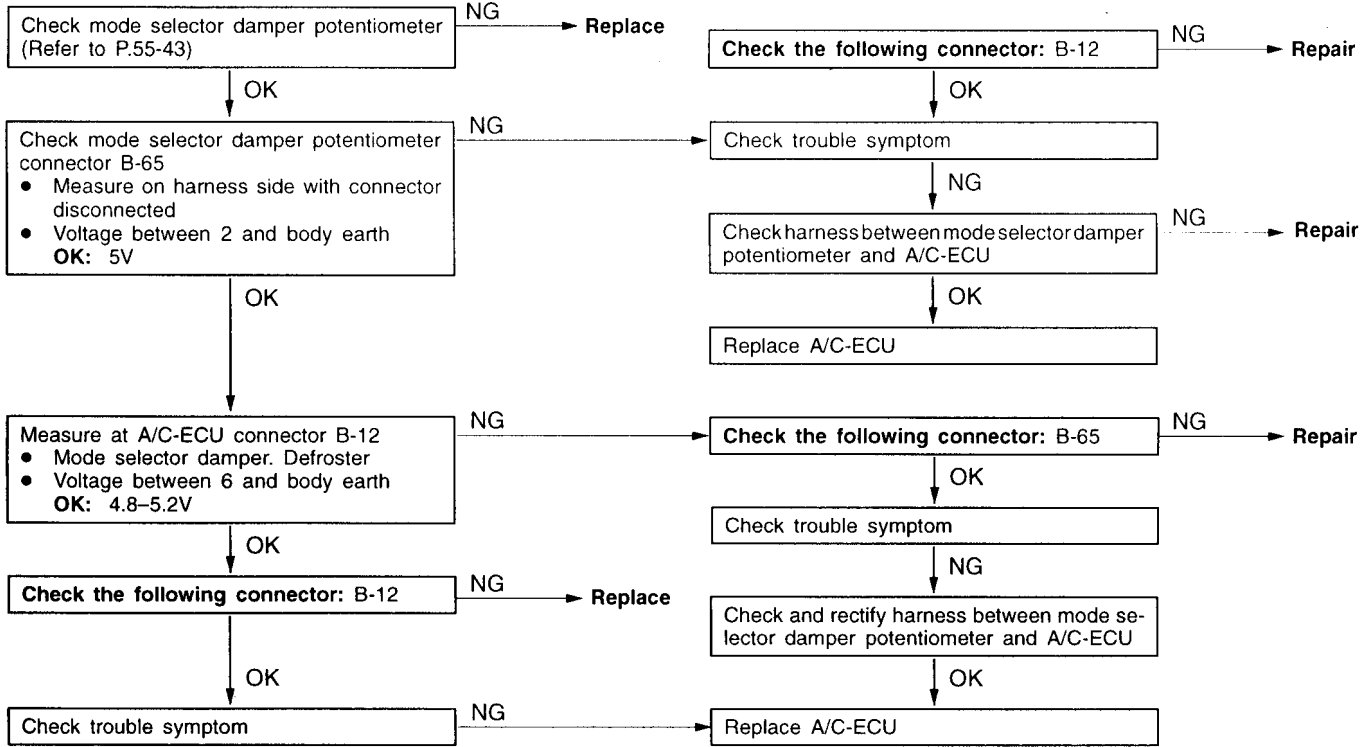 Check mode selector damper potentiometer
(Refer to P.55-43)
NG
Replace
OK
Check mode selector damper potentiometer
connector B-65
● Measure on harness side with connector
disconnected
● Voltage between 2 and body earth
OK: 5V
NG
OK
Check the following connector: B-12
NG
Repair
OK
Check trouble symptom
NG
Check harness between mode selector damper
potentiometer and A/C-ECU
NG
Repair
OK
Replace A/C-ECU
Measure at A/C-ECU connector B-12
● Mode selector damper. Defroster
● Voltage between 6 and body earth
OK: 4.8–5.2V
NG
OK
Check the following connector: B-65
NG
Repair
OK
Check trouble symptom
NG
Check and rectify harness between mode se-
lector damper potentiometer and A/C-ECU
OK
Check the following connector: B-12
NG
Replace
OK
Check trouble symptom
NG
Replace A/C-ECU